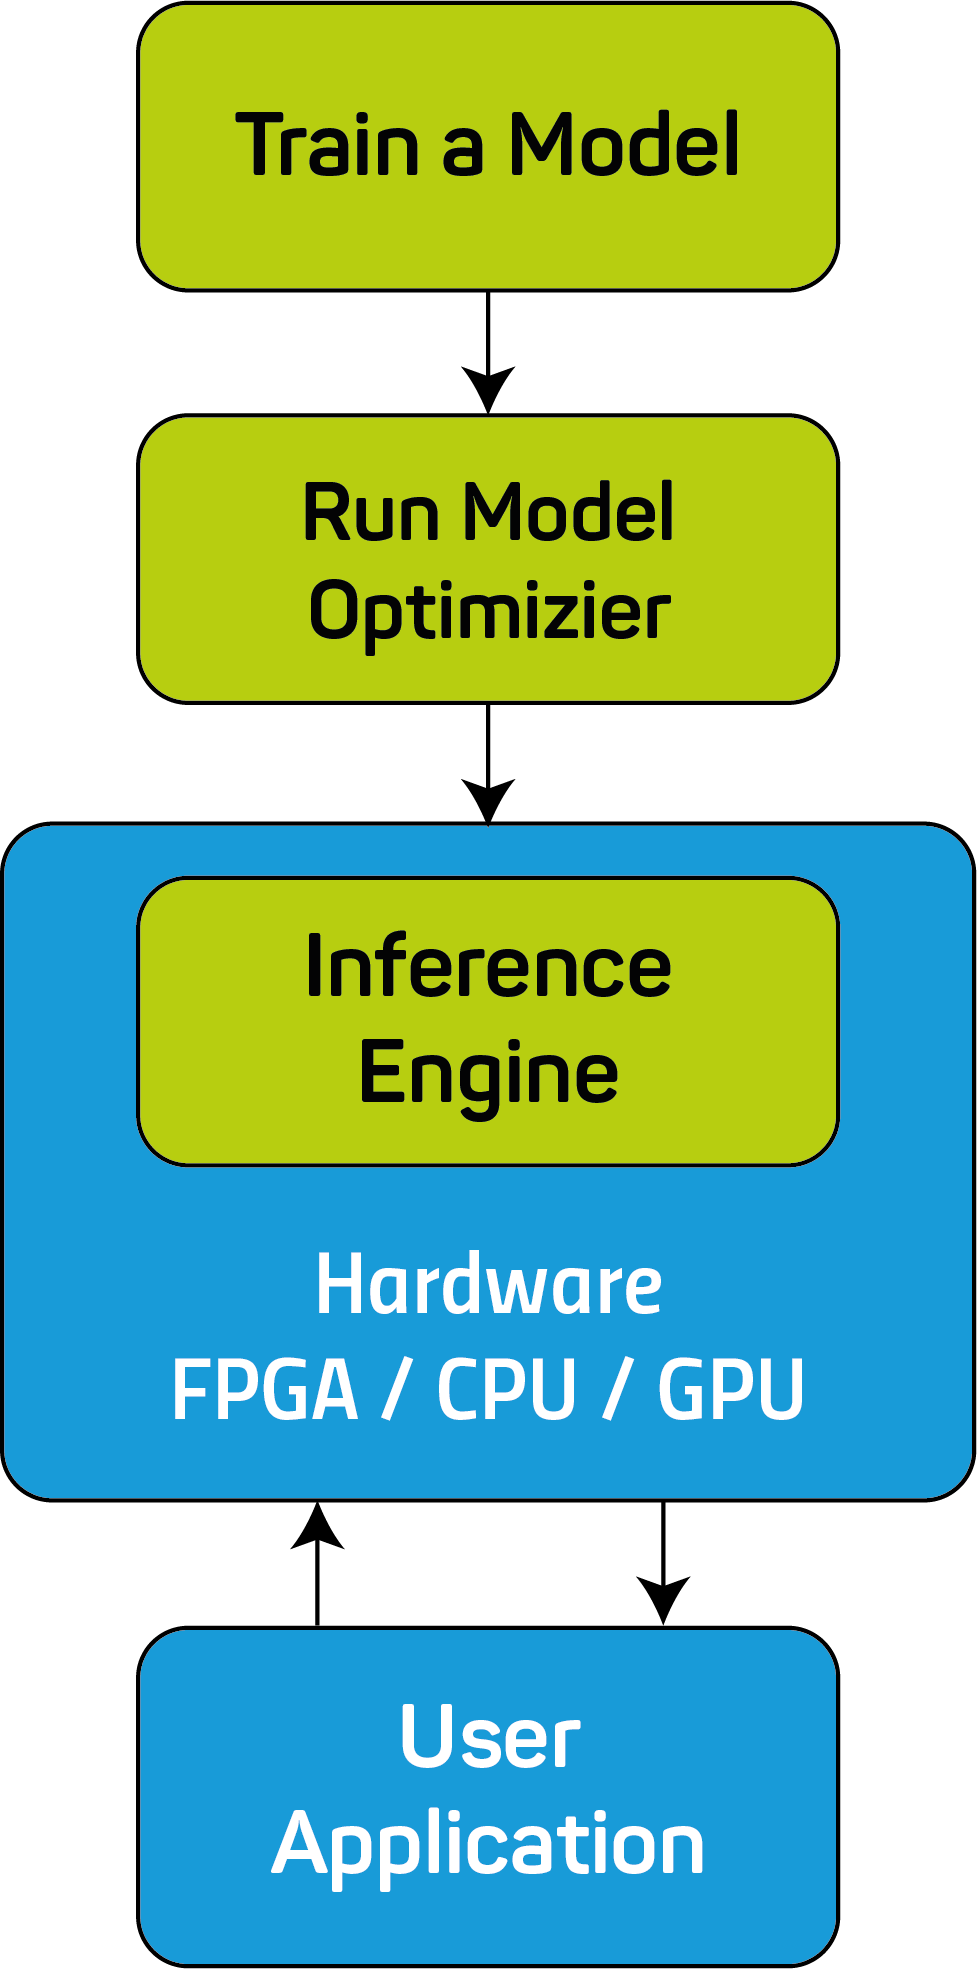 Train a Model
Run Model
Optimizier
Inference
Engine
Hardware
FPGA / CPU / GPU
User
Application